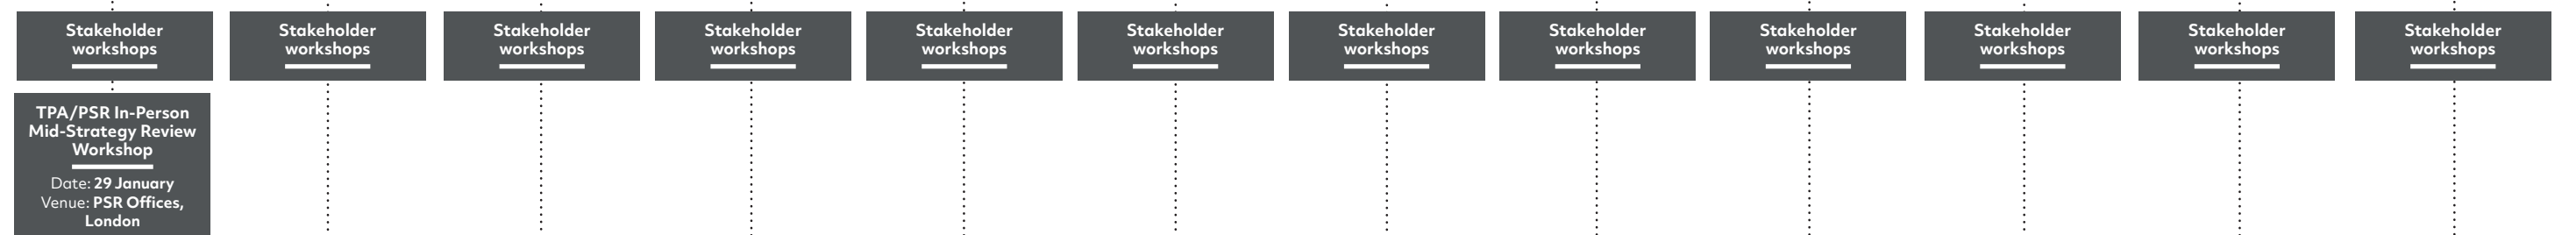 Stakeholder
workshops
Stakeholder
workshops
Stakeholder
workshops
Stakeholder
workshops
Stakeholder
workshops
Stakeholder
workshops
Stakeholder
workshops
Stakeholder
workshops
Stakeholder
workshops
Stakeholder
workshops
Stakeholder
workshops
Stakeholder
workshops
TPA/PSR In-Person
Mid-Strategy Review
Workshop
Date: 29 January
Venue: PSR Offices,
London